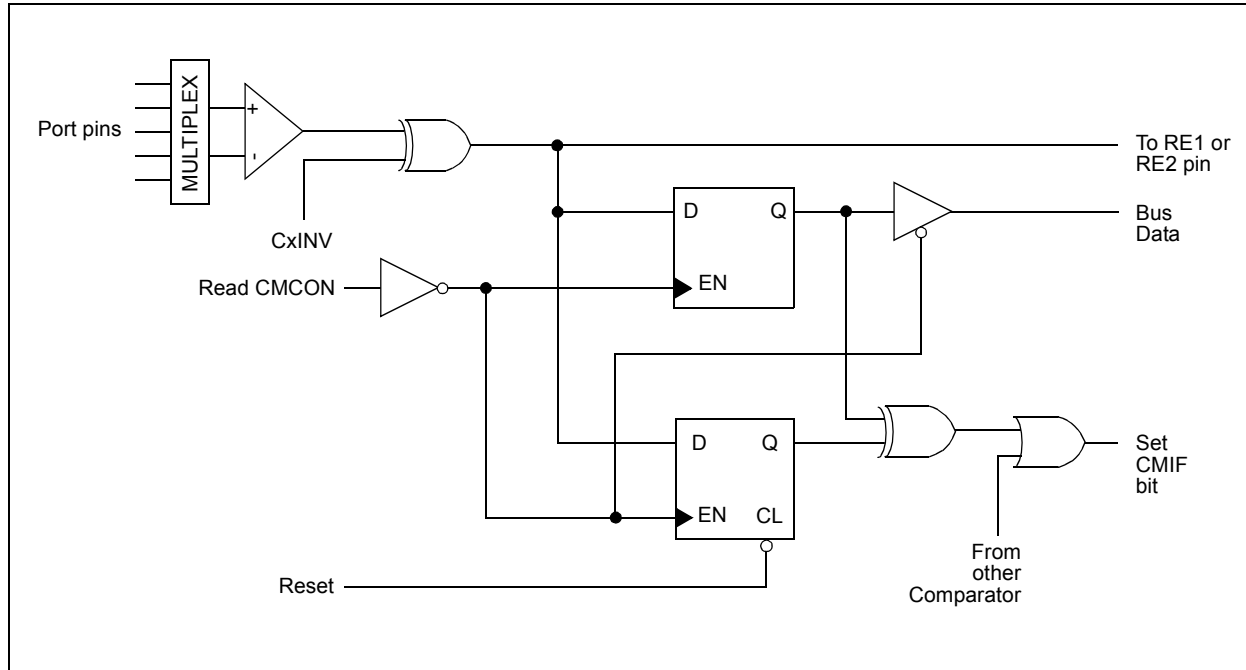 MULTIPLEX
+
-
Port pins
CxINV
To RE1 or
RE2 pin
D
Q
EN
Bus
Data
Read CMCON
D
Q
EN
CL
Set
CMIF
bit
From
other
Comparator
Reset